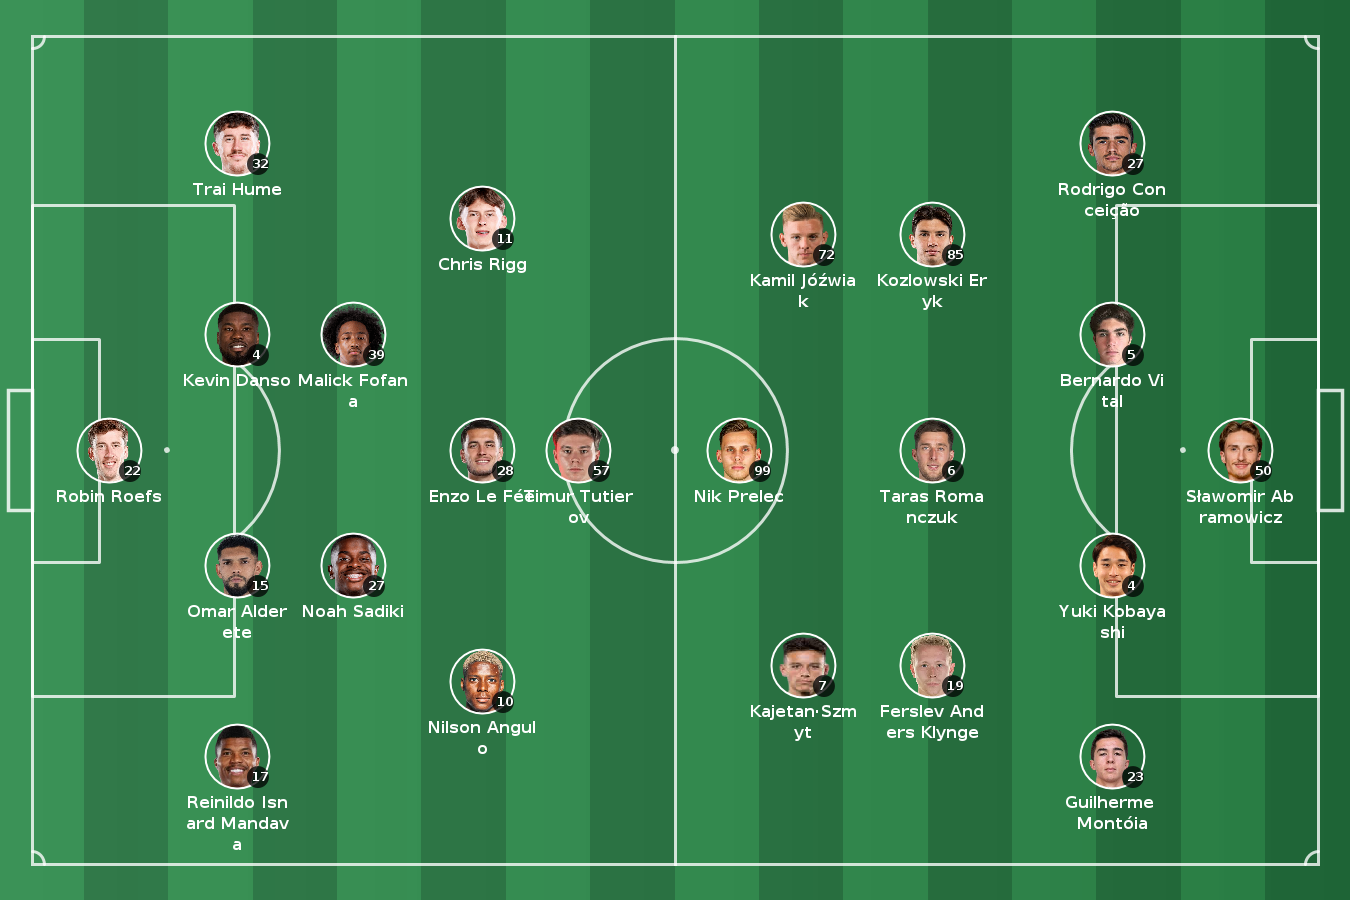 32
Trai Hume
11
Chris Rigg
4
Kevin Danso
39
Malick Fofan
a
22
Robin Roefs
28
Enzo Le Fée
57
Timur Tutier
ov
15
Omar Alder
ete
27
Noah Sadiki
10
Nilson Angul
o
17
Reinildo Isn
ard Mandav
a
72
Kamil Jóźwia
k
85
Kozlowski Er
yk
27
Rodrigo Con
ceição
5
Bernardo Vi
tal
99
Nik Prelec
6
Taras Roma
nczuk
50
Sławomir Ab
ramowicz
4
Yuki Kobaya
shi
7
Kajetan·Szm
yt
19
Ferslev And
ers Klynge
23
Guilherme
Montóia